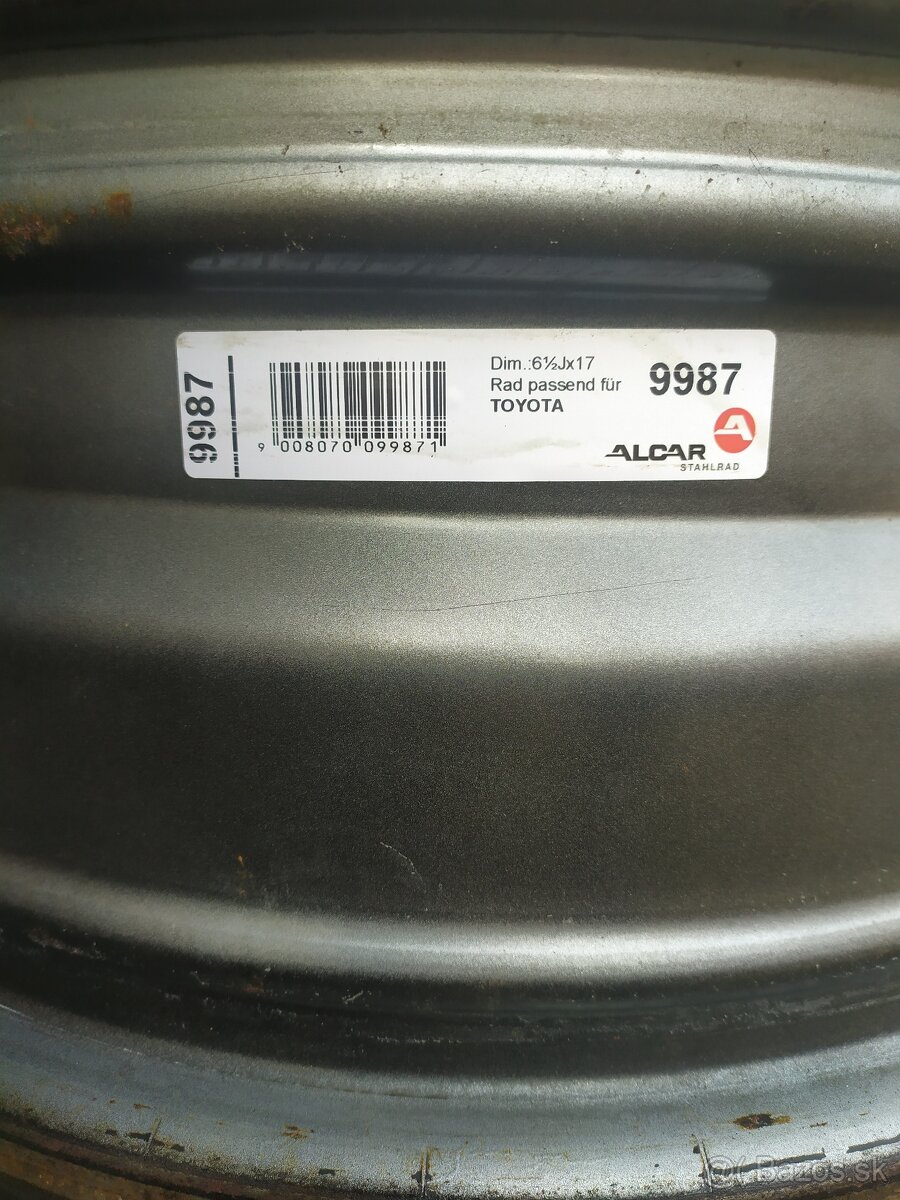 9987
9 008070 099871
Dim.:6½Jx17
Rad passend für
TOYOTA
9987
ALCAR
STAHLRAD
Bazos.sk